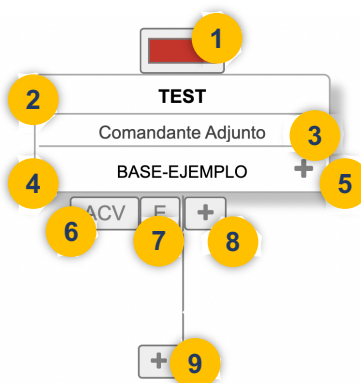 1
2
TEST
Comandante Adjunto
3
4
BASE-EJEMPLO
+
5
6
ACV
7
E
+
8
+
9